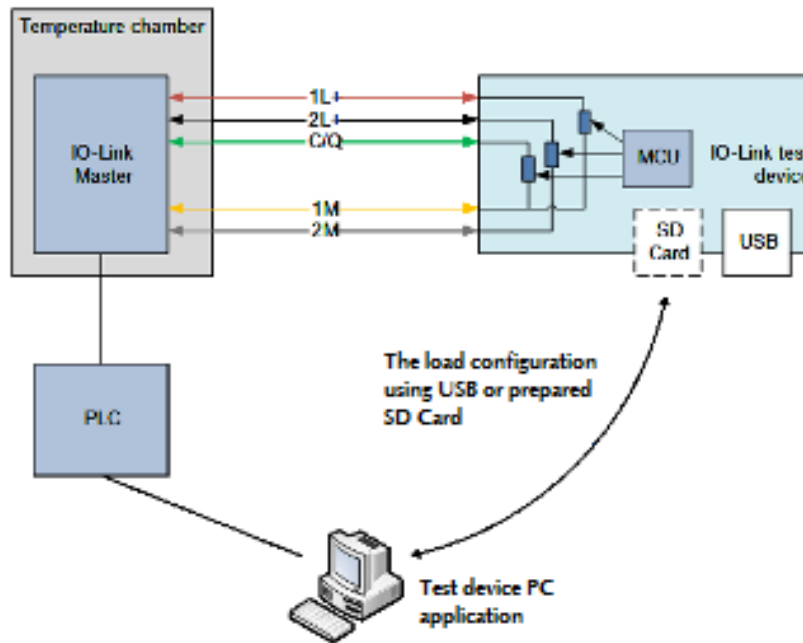 Temperature chamber
IO-Link
Master
1L+
2L+
C/Q
1M
2M
MCU
IO-Link tes
device
SD
Card
USB
PLC
The load configuration
using USB or prepared
SD Card
Test device PC
application